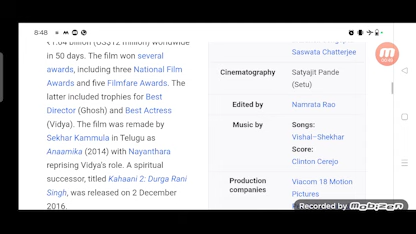 8:48
₹1.04 billion (US$12 million) worldwide
in 50 days. The film won several
awards, including three National Film
Awards and five Filmfare Awards. The
latter included trophies for Best
Director (Ghosh) and Best Actress
(Vidya). The film was remade by
Sekhar Kammula in Telugu as
Anaamika (2014) with Nayanthara
reprising Vidya's role. A spiritual
successor, titled Kahaani 2: Durga Rani
Singh, was released on 2 December
2016.
Saswata Chatterjee
Cinematography Satyajit Pande
(Setu)
Edited by Namrata Rao
Music by Songs:
Vishal–Shekhar
Score:
Clinton Cerejo
Production Viacom 18 Motion
companies Pictures
Recorded by Mobizen